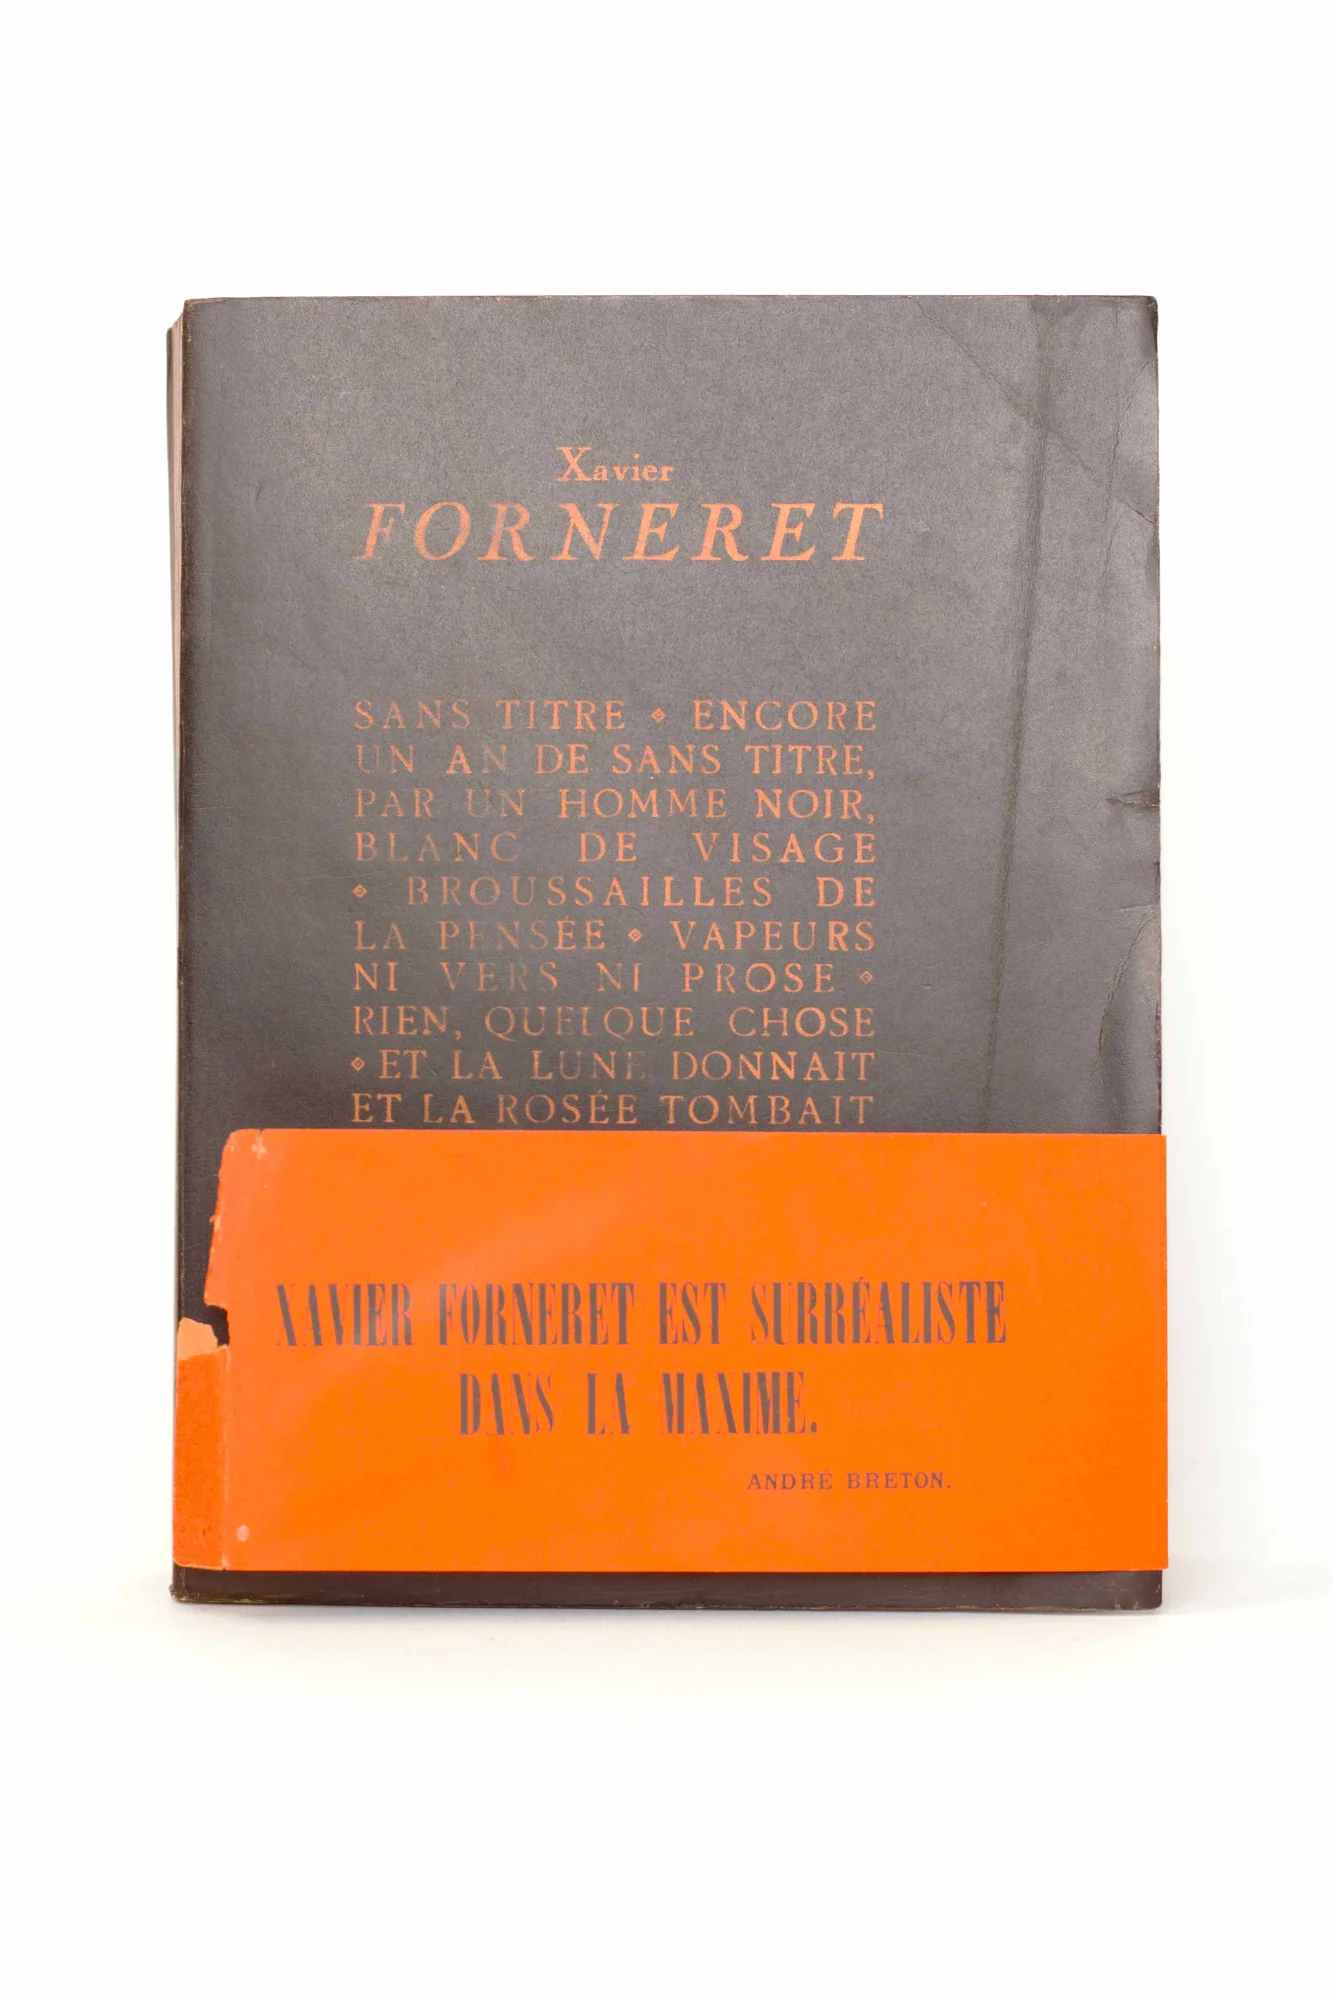 Xavier
FORNERET
SANS TITRE ⟐ ENCORE
UN AN DE SANS TITRE,
PAR UN HOMME NOIR,
BLANC DE VISAGE
⟐ BROUSSAILLES DE
LA PENSÉE ⟐ VAPEURS
NI VERS NI PROSE ⟐
RIEN, QUELQUE CHOSE
⟐ ET LA LUNE DONNAIT
ET LA ROSÉE TOMBAIT
XAVIER FORNERET EST SURRÉALISTE
DANS LA MAXIME.
ANDRÉ BRETON.